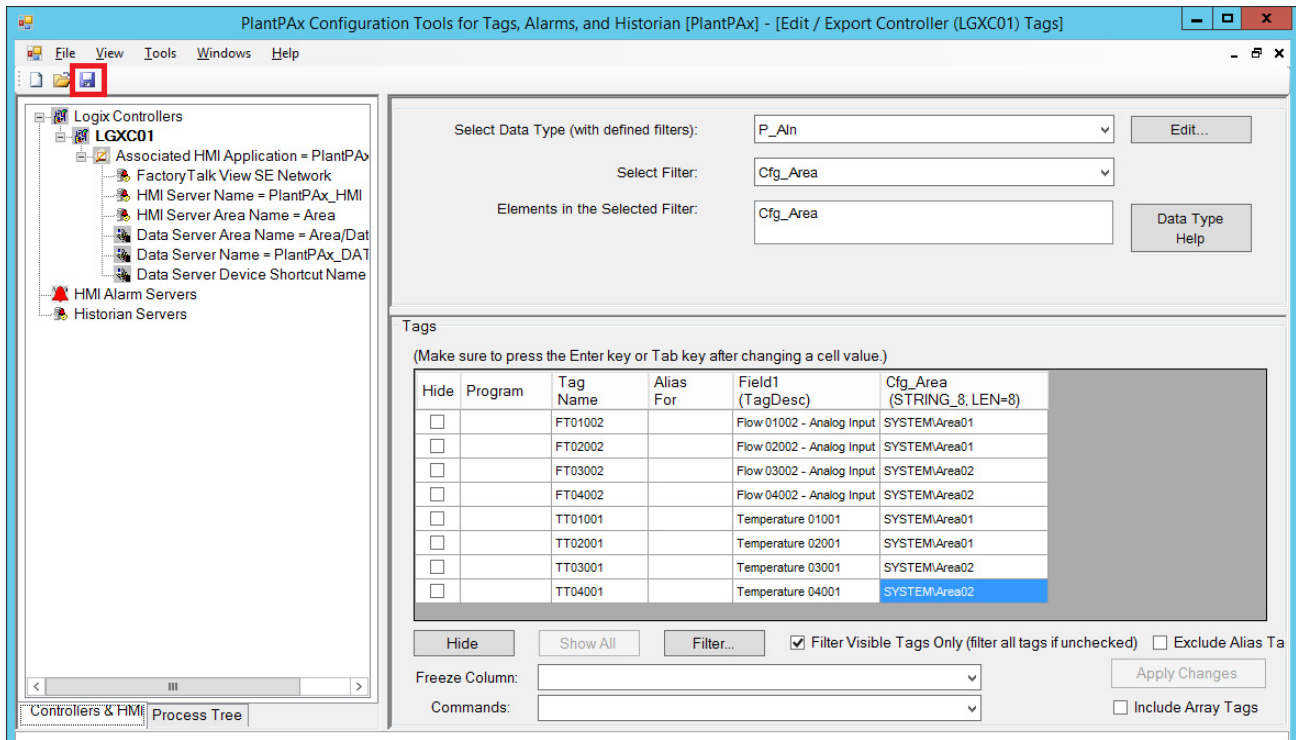 PlantPAx Configuration Tools for Tags, Alarms, and Historian [PlantPAx] - [Edit / Export Controller (LGXC01) Tags]
File View Tools Windows Help
Logix Controllers
LGXC01
Associated HMI Application = PlantPAx
FactoryTalk View SE Network
HMI Server Name = PlantPAx_HMI
HMI Server Area Name = Area
Data Server Area Name = Area/Dat
Data Server Name = PlantPAx_DAT
Data Server Device Shortcut Name
HMI Alarm Servers
Historian Servers
Controllers & HMI Process Tree
Select Data Type (with defined filters): P_AIn Edit...
Select Filter: Cfg_Area
Elements in the Selected Filter: Cfg_Area
Data Type
Help
Tags
(Make sure to press the Enter key or Tab key after changing a cell value.)
Hide Program Tag Name Alias For Field1 (TagDesc) Cfg_Area (STRING_8, LEN=8)
FT01002 Flow 01002 - Analog Input SYSTEM\Area01
FT02002 Flow 02002 - Analog Input SYSTEM\Area01
FT03002 Flow 03002 - Analog Input SYSTEM\Area02
FT04002 Flow 04002 - Analog Input SYSTEM\Area02
TT01001 Temperature 01001 SYSTEM\Area01
TT02001 Temperature 02001 SYSTEM\Area01
TT03001 Temperature 03001 SYSTEM\Area02
TT04001 Temperature 04001 SYSTEM\Area02
Hide Show All Filter... Filter Visible Tags Only (filter all tags if unchecked) Exclude Alias Ta
Freeze Column: Apply Changes
Commands: Include Array Tags